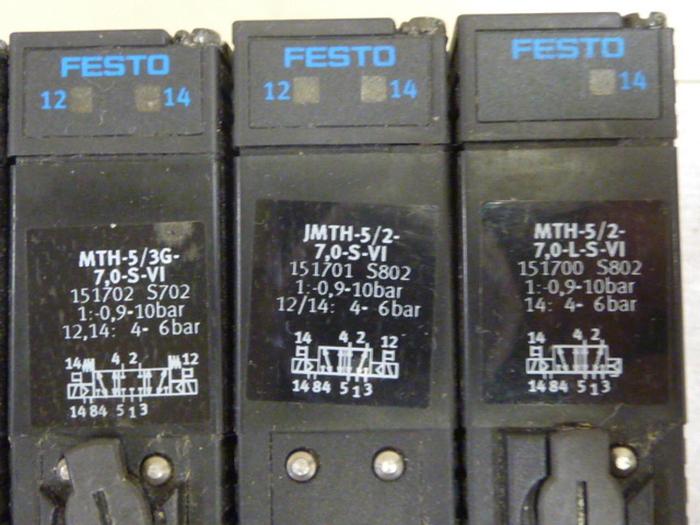 FESTO
12 14
MTH-5/3G-
7,0-S-VI
151702 S702
1:-0,9-10bar
12,14: 4- 6bar
14 4 2 12
14 84 5 1 3
FESTO
12 14
JMTH-5/2-
7,0-S-VI
151701 S802
1:-0,9-10bar
12/14: 4- 6bar
14 4 2 12
14 84 5 1 3
FESTO
14
MTH-5/2-
7,0-L-S-VI
151700 S802
1:-0,9-10bar
14: 4- 6bar
14 4 2
14 84 5 1 3